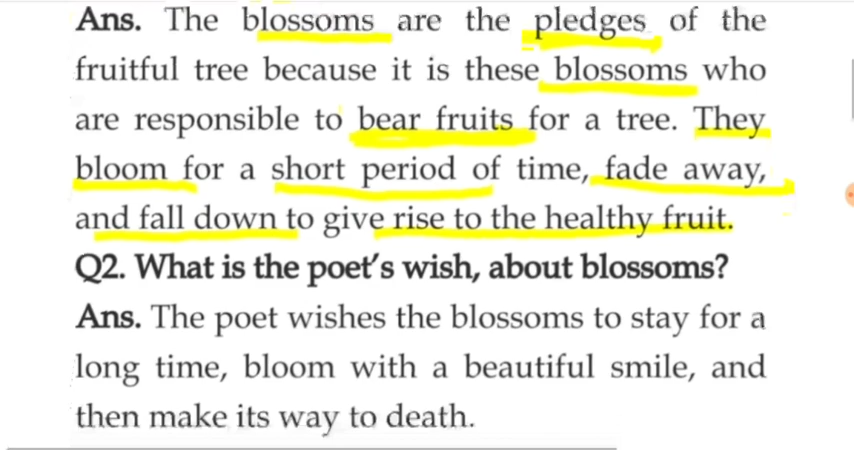 Ans. The blossoms are the pledges of the
fruitful tree because it is these blossoms who
are responsible to bear fruits for a tree. They
bloom for a short period of time, fade away,
and fall down to give rise to the healthy fruit.
Q2. What is the poet's wish, about blossoms?
Ans. The poet wishes the blossoms to stay for a
long time, bloom with a beautiful smile, and
then make its way to death.